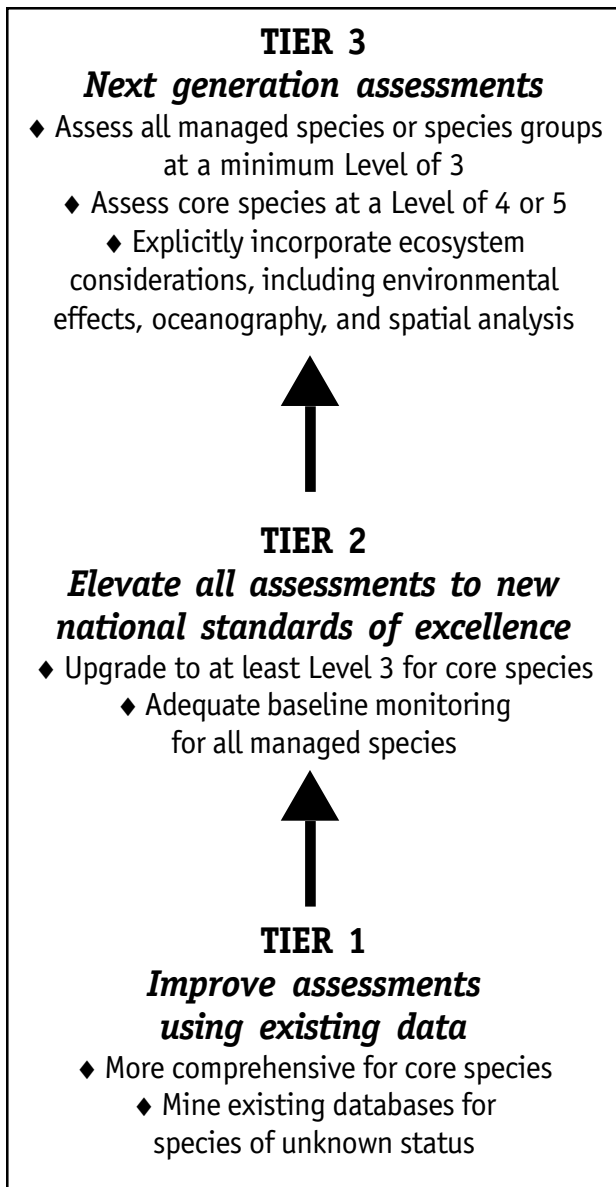 TIER 3
Next generation assessments
♦ Assess all managed species or species groups
at a minimum Level of 3
♦ Assess core species at a Level of 4 or 5
♦ Explicitly incorporate ecosystem
considerations, including environmental
effects, oceanography, and spatial analysis
TIER 2
Elevate all assessments to new
national standards of excellence
♦ Upgrade to at least Level 3 for core species
♦ Adequate baseline monitoring
for all managed species
TIER 1
Improve assessments
using existing data
♦ More comprehensive for core species
♦ Mine existing databases for
species of unknown status